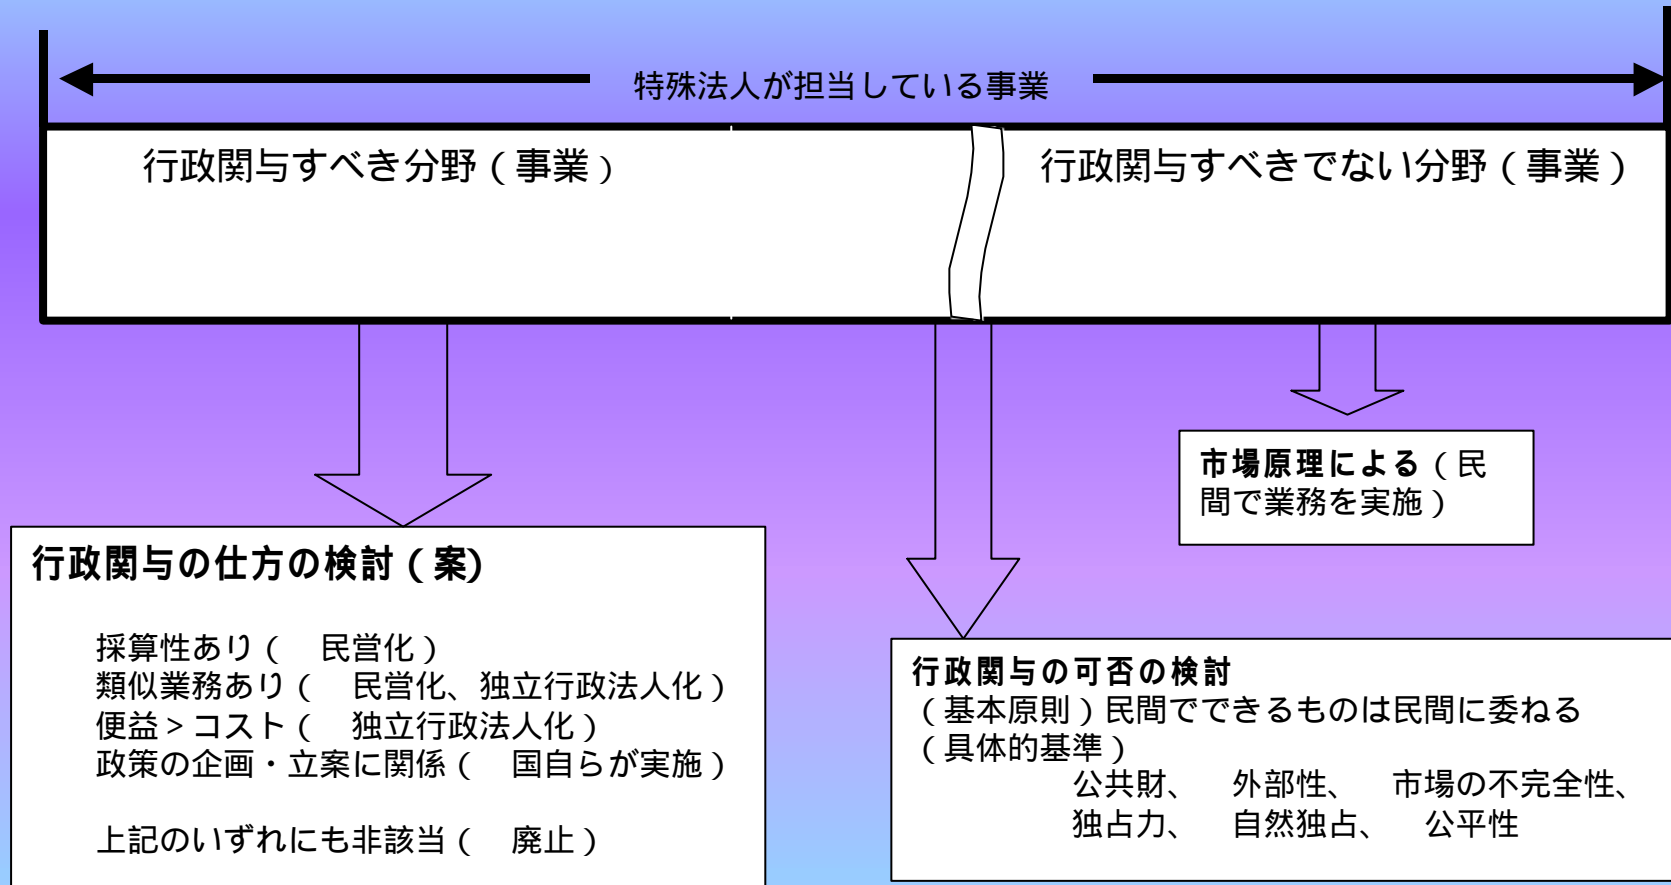 特殊法人が担当している事業
行政関与すべき分野（事業）
行政関与すべきでない分野（事業）
市場原理による（民
間で業務を実施）
行政関与の仕方の検討（案)
採算性あり（　民営化）
類似業務あり（　民営化、独立行政法人化）
便益＞コスト（　独立行政法人化）
政策の企画・立案に関係（　国自らが実施）
上記のいずれにも非該当（　廃止）
行政関与の可否の検討
（基本原則）民間でできるものは民間に委ねる
（具体的基準）
公共財、　外部性、　市場の不完全性、
独占力、　自然独占、　公平性